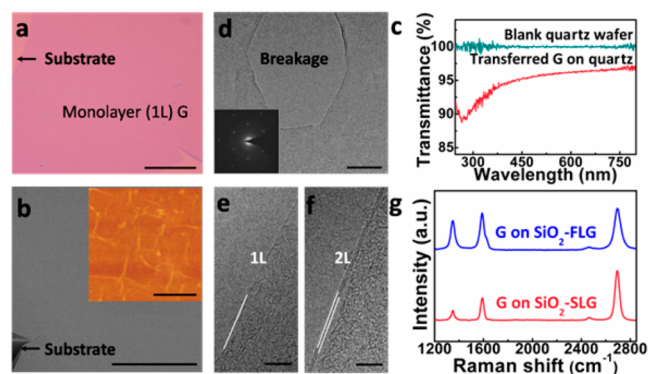 a
Substrate
Monolayer (1L) G
b
Substrate
d
Breakage
e
1L
f
2L
c
Transmittance (%)
100
95
90
85
Blank quartz wafer
Transferred G on quartz
300 450 600 750
Wavelength (nm)
g
Intensity (a.u.)
G on SiO₂-FLG
G on SiO₂-SLG
1200 1600 2000 2400 2800
Raman shift (cm⁻¹)